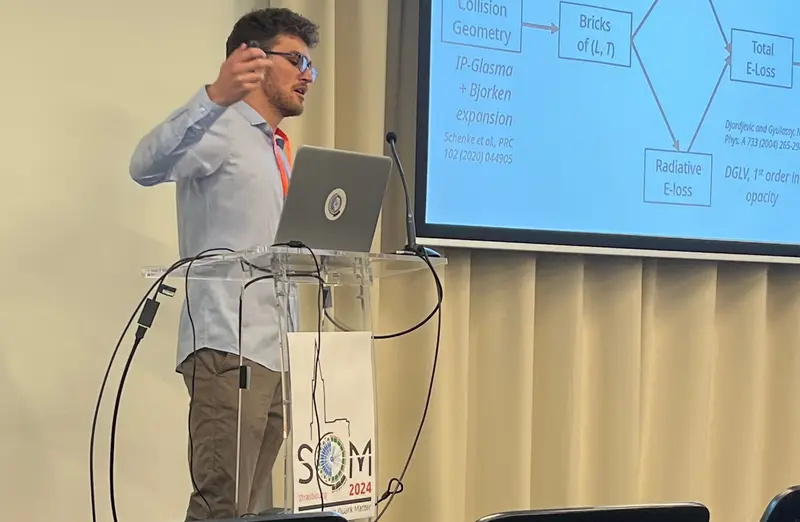 Collision
Geometry
Bricks
of (L, T)
Total
E-Loss
IP-Glasma
+ Bjorken
expansion
Schenke et al., PRC
102 (2020) 044905
Djordjevic and Gyulassy, N
Phys. A 733 (2004) 265-29
Radiative
E-loss
DGLV, 1st order in
opacity
SQM
2024
Strasbourg
Quark Matter